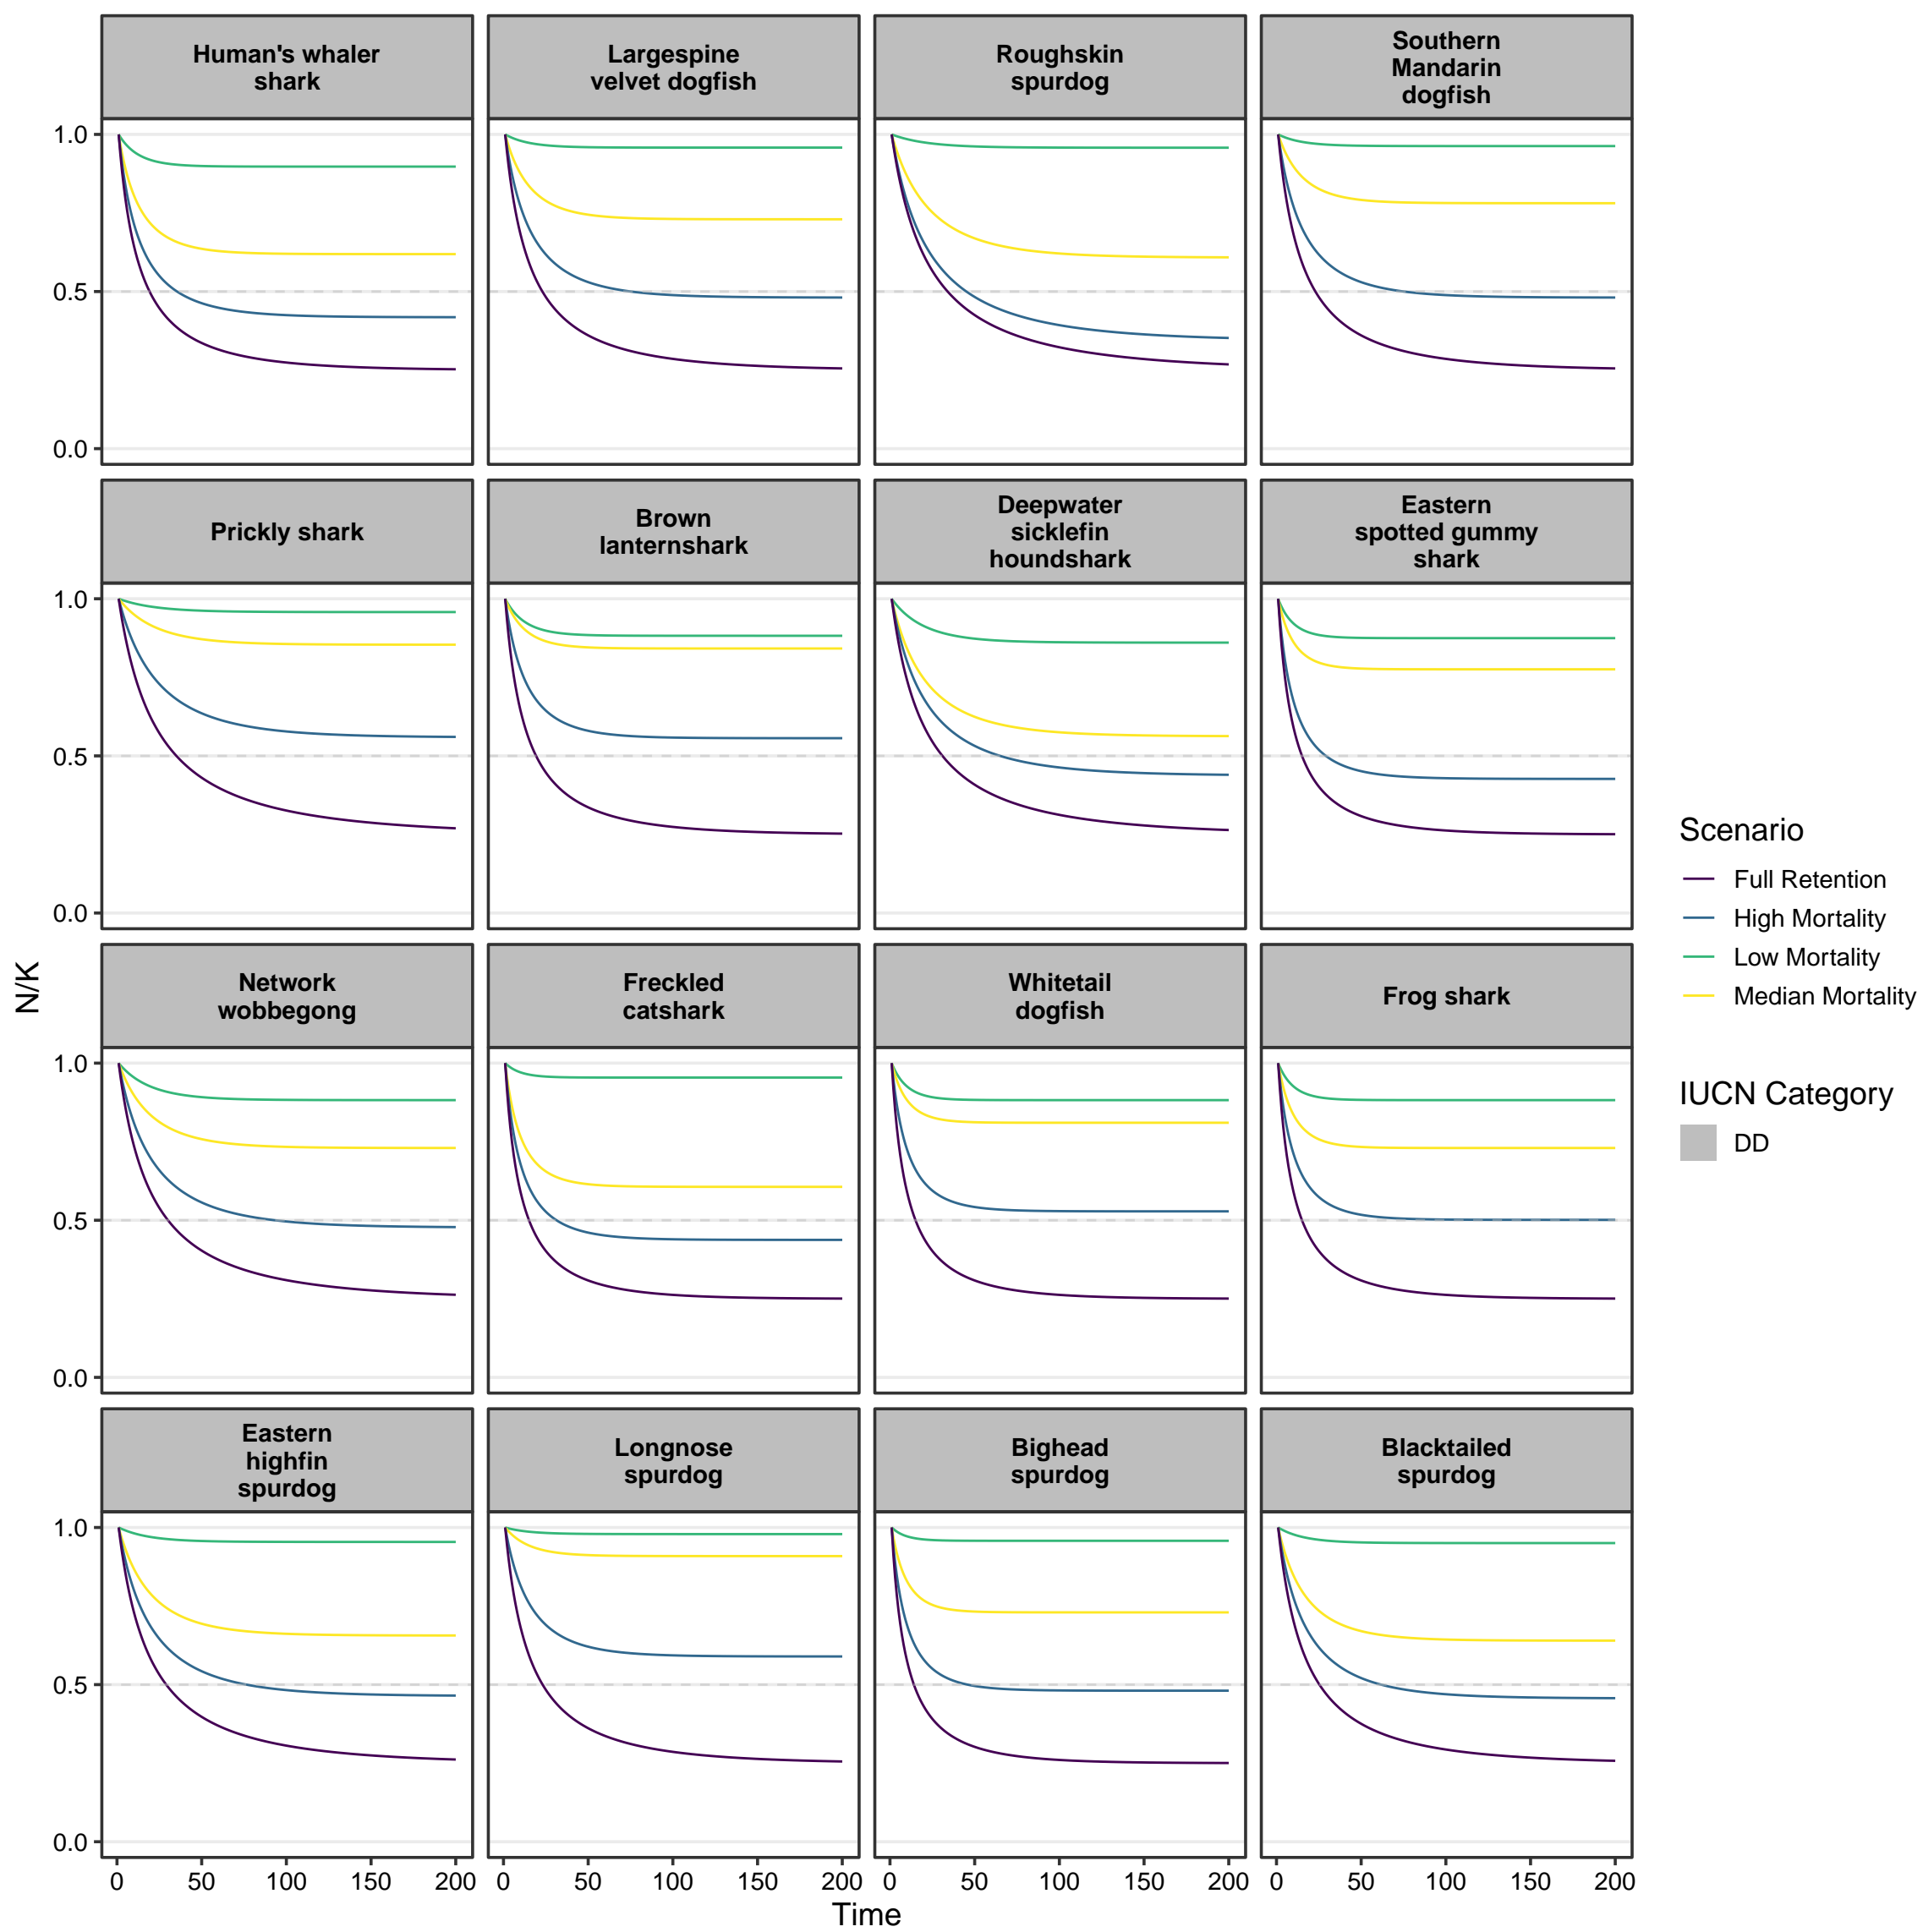 Human's whaler
shark
Largespine
velvet dogfish
Roughskin
spurdog
Southern
Mandarin
dogfish
1.0
0.5
0.0
Prickly shark
Brown
lanternshark
Deepwater
sicklefin
houndshark
Eastern
spotted gummy
shark
1.0
0.5
0.0
Network
wobbegong
Freckled
catshark
Whitetail
dogfish
Frog shark
1.0
0.5
0.0
Eastern
highfin
spurdog
Longnose
spurdog
Bighead
spurdog
Blacktailed
spurdog
1.0
0.5
0.0
0 50 100 150 200 0 50 100 150 200 0 50 100 150 200 0 50 100 150 200
Time
N/K
Scenario
Full Retention
High Mortality
Low Mortality
Median Mortality
IUCN Category
DD